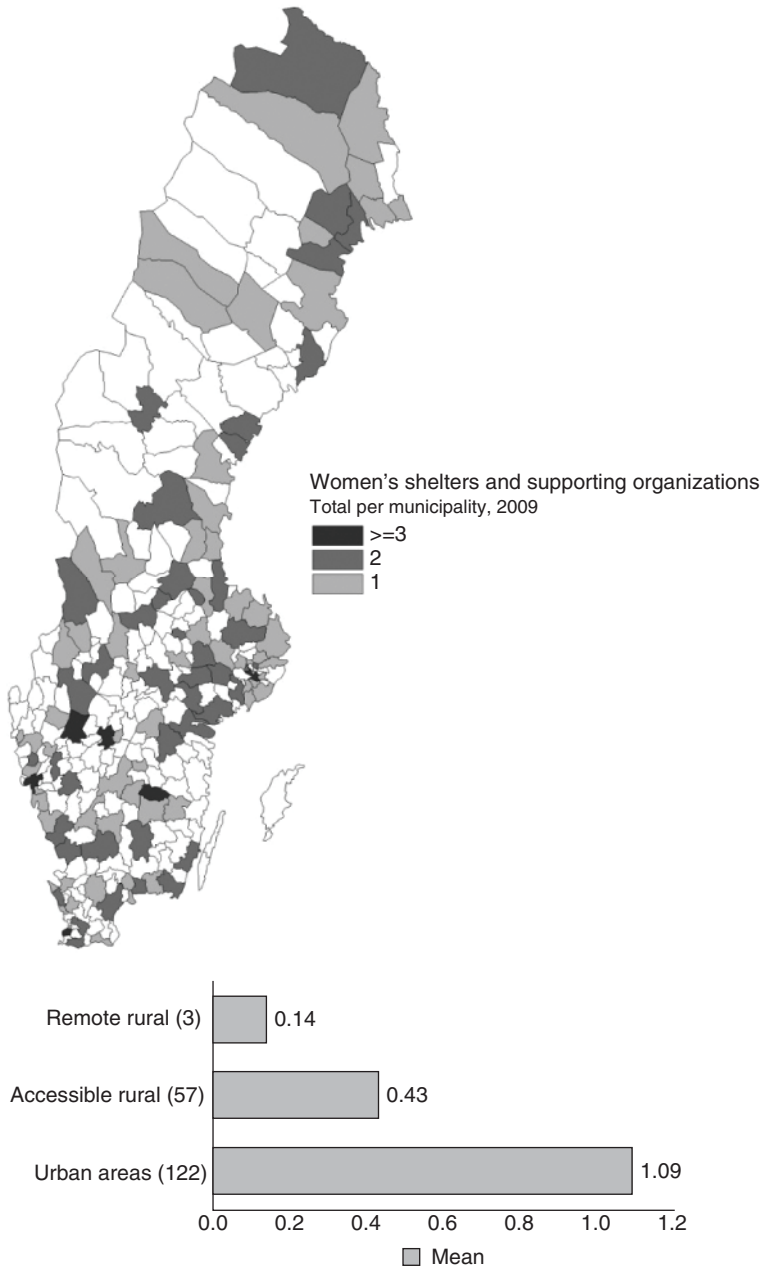 Women's shelters and supporting organizations
Total per municipality, 2009
>=3
2
1
Remote rural (3)
0.14
Accessible rural (57)
0.43
Urban areas (122)
1.09
0.0 0.2 0.4 0.6 0.8 1.0 1.2
Mean